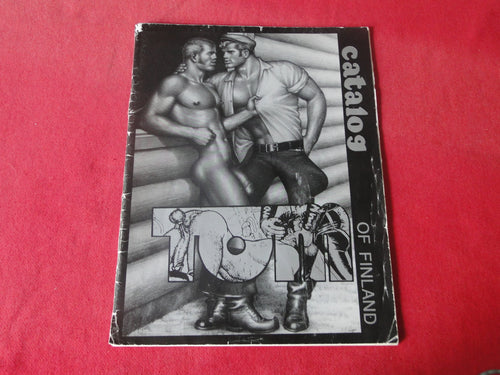 catalog
TOM
OF FINLAND